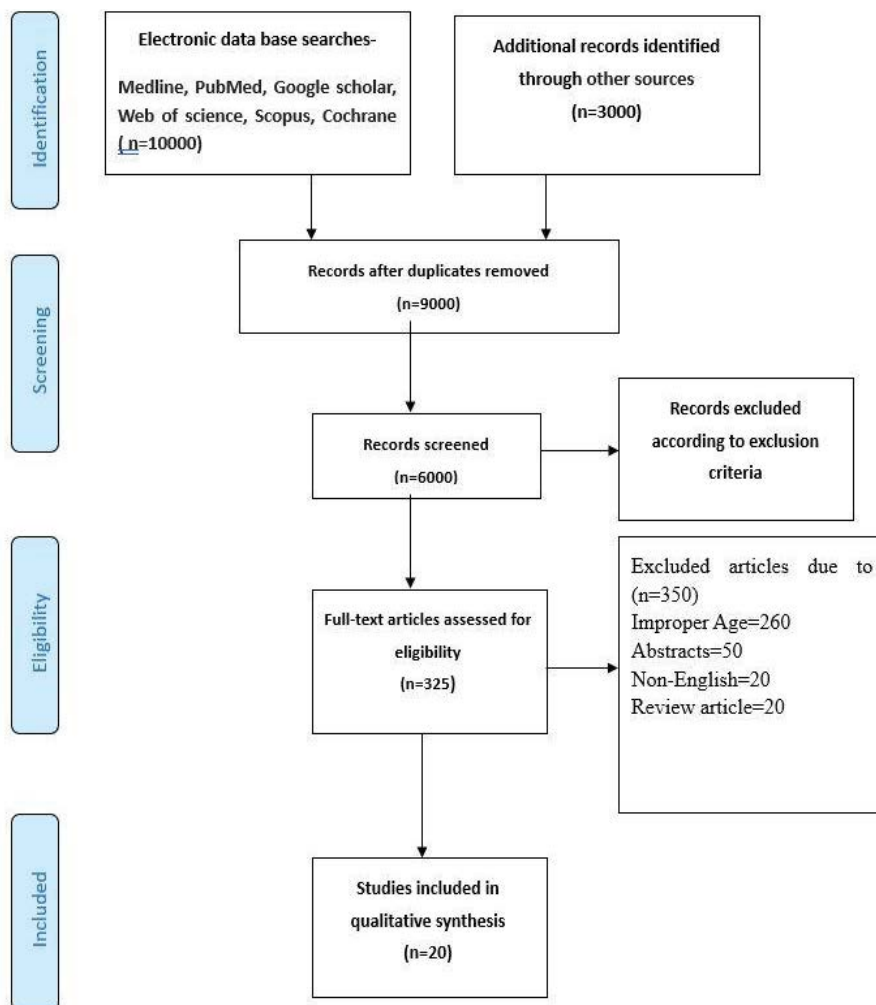 Identification
Electronic data base searches-
Medline, PubMed, Google scholar,
Web of science, Scopus, Cochrane
( n=10000)
Additional records identified
through other sources
(n=3000)
Screening
Records after duplicates removed
(n=9000)
Records screened
(n=6000)
Records excluded
according to exclusion
criteria
Eligibility
Full-text articles assessed for
eligibility
(n=325)
Excluded articles due to
(n=350)
Improper Age=260
Abstracts=50
Non-English=20
Review article=20
Included
Studies included in
qualitative synthesis
(n=20)